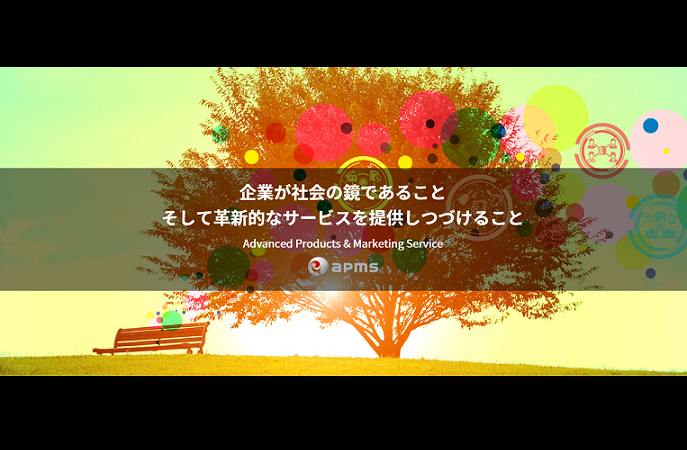 企業が社会の鏡であること
そして革新的なサービスを提供しつづけること
Advanced Products & Marketing Service
apms